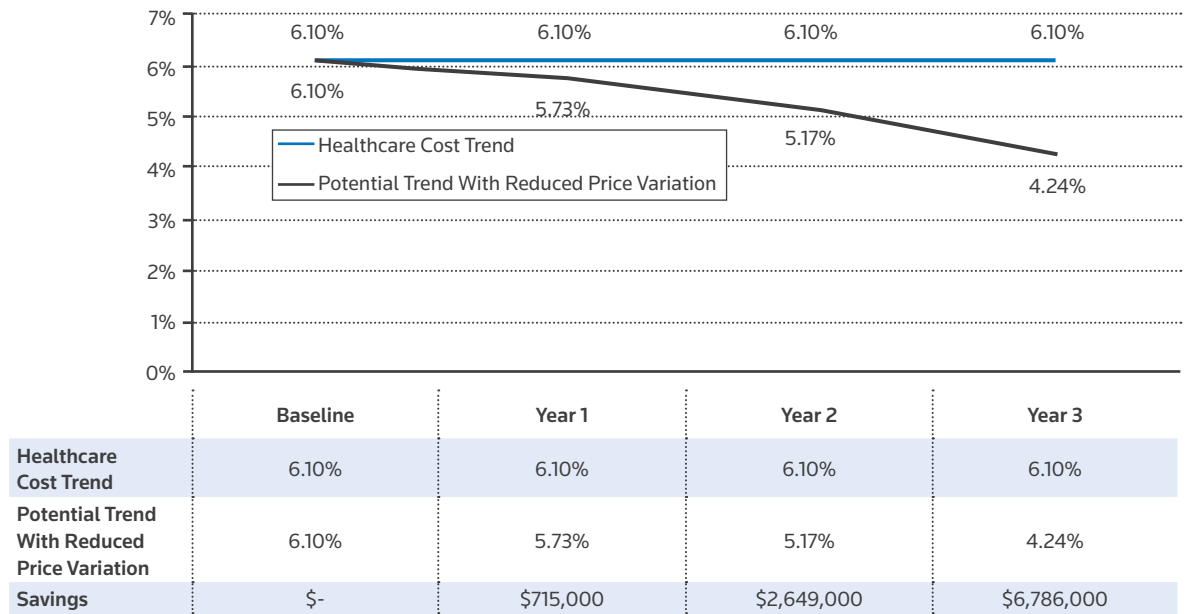 7%
6.10% 6.10% 6.10% 6.10%
6%
6.10%
5.73%
5%
5.17%
Healthcare Cost Trend
4%
Potential Trend With Reduced Price Variation
4.24%
3%
2%
1%
0%
Baseline Year 1 Year 2 Year 3
Healthcare
Cost Trend
6.10% 6.10% 6.10% 6.10%
Potential Trend
With Reduced
Price Variation
6.10% 5.73% 5.17% 4.24%
Savings $- $715,000 $2,649,000 $6,786,000